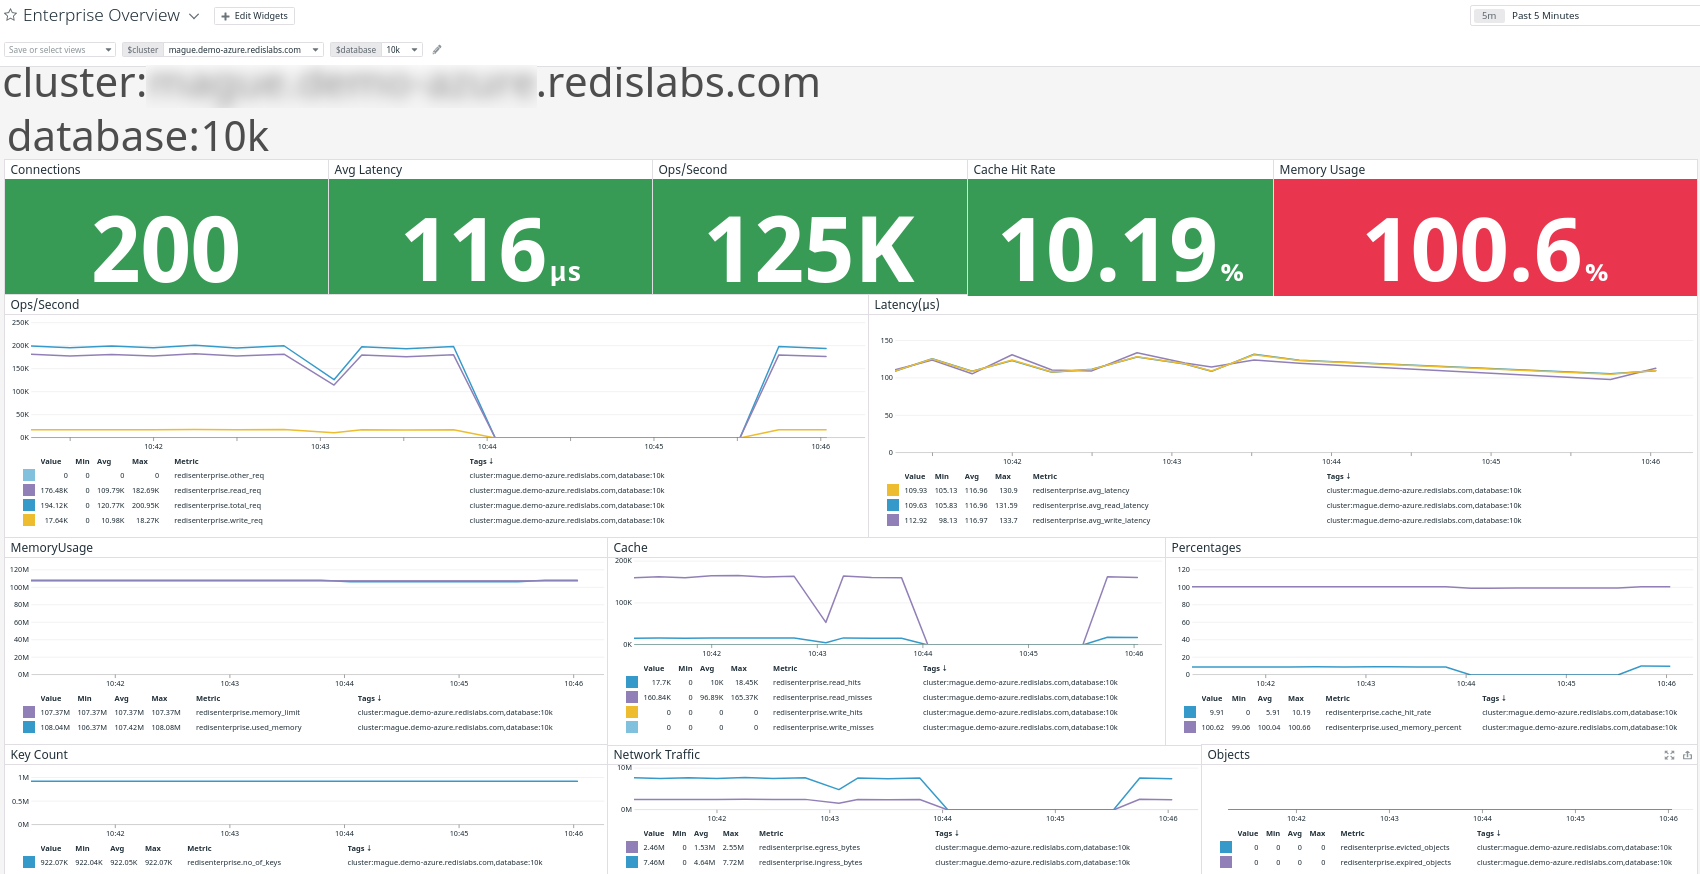 Enterprise Overview
Edit Widgets
5m Past 5 Minutes
Save or select views
$cluster mague.demo-azure.redislabs.com
$database 10k
cluster:mague.demo-azure.redislabs.com
database:10k
Connections
200
Avg Latency
116µs
Ops/Second
125K
Cache Hit Rate
10.19%
Memory Usage
100.6%
Ops/Second
250K
200K
150K
100K
50K
0K
10:42 10:43 10:44 10:45 10:46
Value Min Avg Max Metric Tags ↓
0 0 0 0 redisenterprise.other_req cluster:mague.demo-azure.redislabs.com,database:10k
176.48K 0 109.79K 182.69K redisenterprise.read_req cluster:mague.demo-azure.redislabs.com,database:10k
194.12K 0 120.77K 200.95K redisenterprise.total_req cluster:mague.demo-azure.redislabs.com,database:10k
17.64K 0 10.98K 18.27K redisenterprise.write_req cluster:mague.demo-azure.redislabs.com,database:10k
Latency(µs)
150
100
50
0
10:42 10:43 10:44 10:45 10:46
Value Min Avg Max Metric Tags ↓
109.93 105.13 116.96 130.9 redisenterprise.avg_latency cluster:mague.demo-azure.redislabs.com,database:10k
109.63 105.83 116.96 131.59 redisenterprise.avg_read_latency cluster:mague.demo-azure.redislabs.com,database:10k
112.92 98.13 116.97 133.7 redisenterprise.avg_write_latency cluster:mague.demo-azure.redislabs.com,database:10k
MemoryUsage
120M
100M
80M
60M
40M
20M
0M
10:42 10:43 10:44 10:45 10:46
Value Min Avg Max Metric Tags ↓
107.37M 107.37M 107.37M 107.37M redisenterprise.memory_limit cluster:mague.demo-azure.redislabs.com,database:10k
108.04M 106.37M 107.42M 108.08M redisenterprise.used_memory cluster:mague.demo-azure.redislabs.com,database:10k
Cache
200K
100K
0K
10:42 10:43 10:44 10:45 10:46
Value Min Avg Max Metric Tags ↓
17.7K 0 10K 18.45K redisenterprise.read_hits cluster:mague.demo-azure.redislabs.com,database:10k
160.84K 0 96.89K 165.37K redisenterprise.read_misses cluster:mague.demo-azure.redislabs.com,database:10k
0 0 0 0 redisenterprise.write_hits cluster:mague.demo-azure.redislabs.com,database:10k
0 0 0 0 redisenterprise.write_misses cluster:mague.demo-azure.redislabs.com,database:10k
Percentages
120
100
80
60
40
20
0
10:42 10:43 10:44 10:45 10:46
Value Min Avg Max Metric Tags ↓
9.91 0 5.91 10.19 redisenterprise.cache_hit_rate cluster:mague.demo-azure.redislabs.com,database:10k
100.62 99.06 100.04 100.66 redisenterprise.used_memory_percent cluster:mague.demo-azure.redislabs.com,database:10k
Key Count
1M
0.5M
0M
10:42 10:43 10:44 10:45 10:46
Value Min Avg Max Metric Tags ↓
922.07K 922.04K 922.05K 922.07K redisenterprise.no_of_keys cluster:mague.demo-azure.redislabs.com,database:10k
Network Traffic
10M
0M
10:42 10:43 10:44 10:45 10:46
Value Min Avg Max Metric Tags ↓
2.46M 0 1.53M 2.55M redisenterprise.egress_bytes cluster:mague.demo-azure.redislabs.com,database:10k
7.46M 0 4.64M 7.72M redisenterprise.ingress_bytes cluster:mague.demo-azure.redislabs.com,database:10k
Objects
10:42 10:43 10:44 10:45 10:46
Value Min Avg Max Metric Tags ↓
0 0 0 0 redisenterprise.evicted_objects cluster:mague.demo-azure.redislabs.com,database:10k
0 0 0 0 redisenterprise.expired_objects cluster:mague.demo-azure.redislabs.com,database:10k